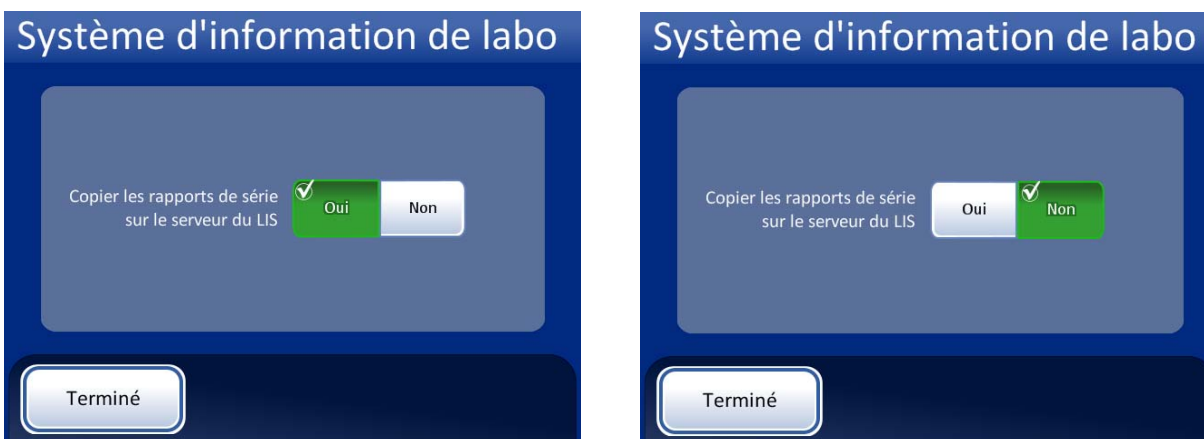 Système d'information de labo
Copier les rapports de série
sur le serveur du LIS
Oui
Non
Terminé
Système d'information de labo
Copier les rapports de série
sur le serveur du LIS
Oui
Non
Terminé